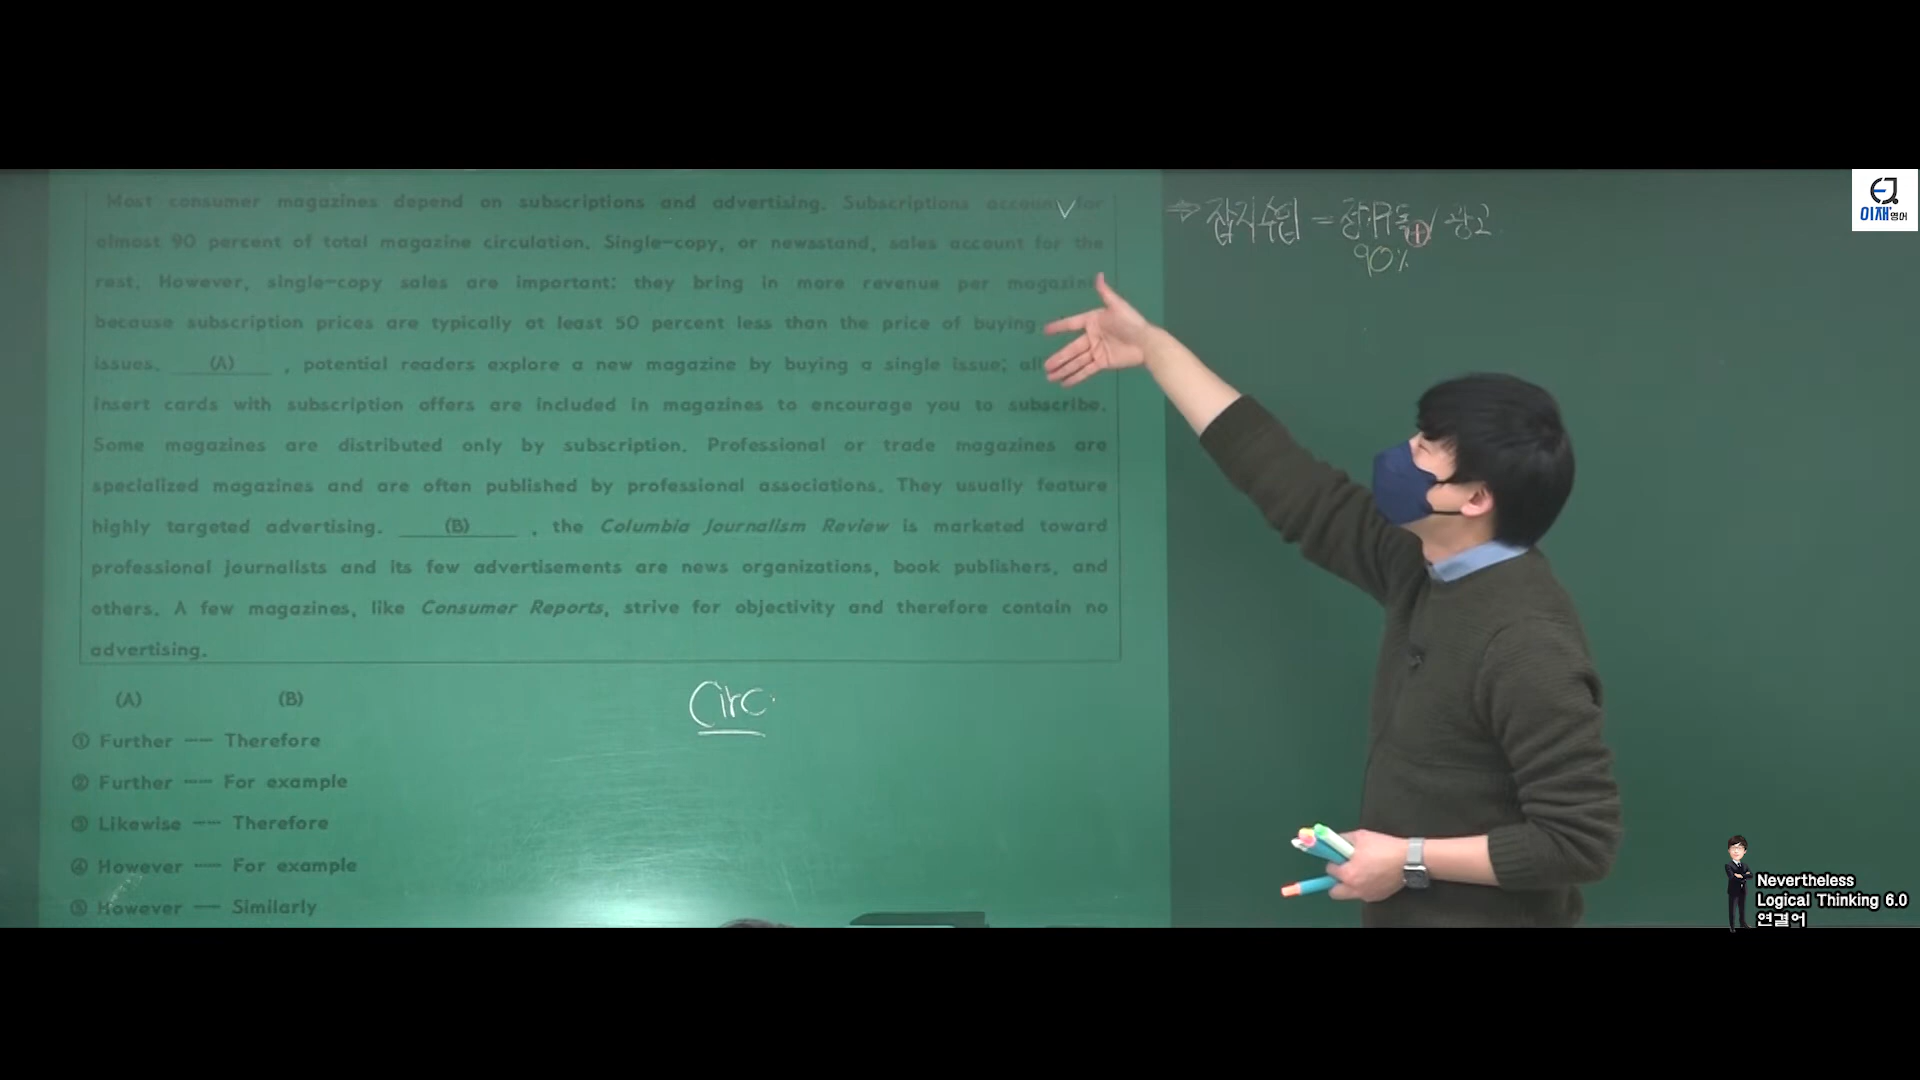 Most consumer magazines depend on subscriptions and advertising. Subscriptions account for
almost 90 percent of total magazine circulation. Single-copy, or newsstand, sales account for the
rest. However, single-copy sales are important: they bring in more revenue per magazine
because subscription prices are typically at least 50 percent less than the price of buying
issues. (A) , potential readers explore a new magazine by buying a single issue; all
insert cards with subscription offers are included in magazines to encourage you to subscribe.
Some magazines are distributed only by subscription. Professional or trade magazines are
specialized magazines and are often published by professional associations. They usually feature
highly targeted advertising. (B) , the Columbia Journalism Review is marketed toward
professional journalists and its few advertisements are news organizations, book publishers, and
others. A few magazines, like Consumer Reports, strive for objectivity and therefore contain no
advertising.
(A) (B)
① Further ---- Therefore
② Further ---- For example
③ Likewise ---- Therefore
④ However ---- For example
⑤ However ---- Similarly
Circ.
⇒ 잡지수입 = 정기구독 / 광고
90%
EJ
이재영어
Nevertheless
Logical Thinking 6.0
연결어